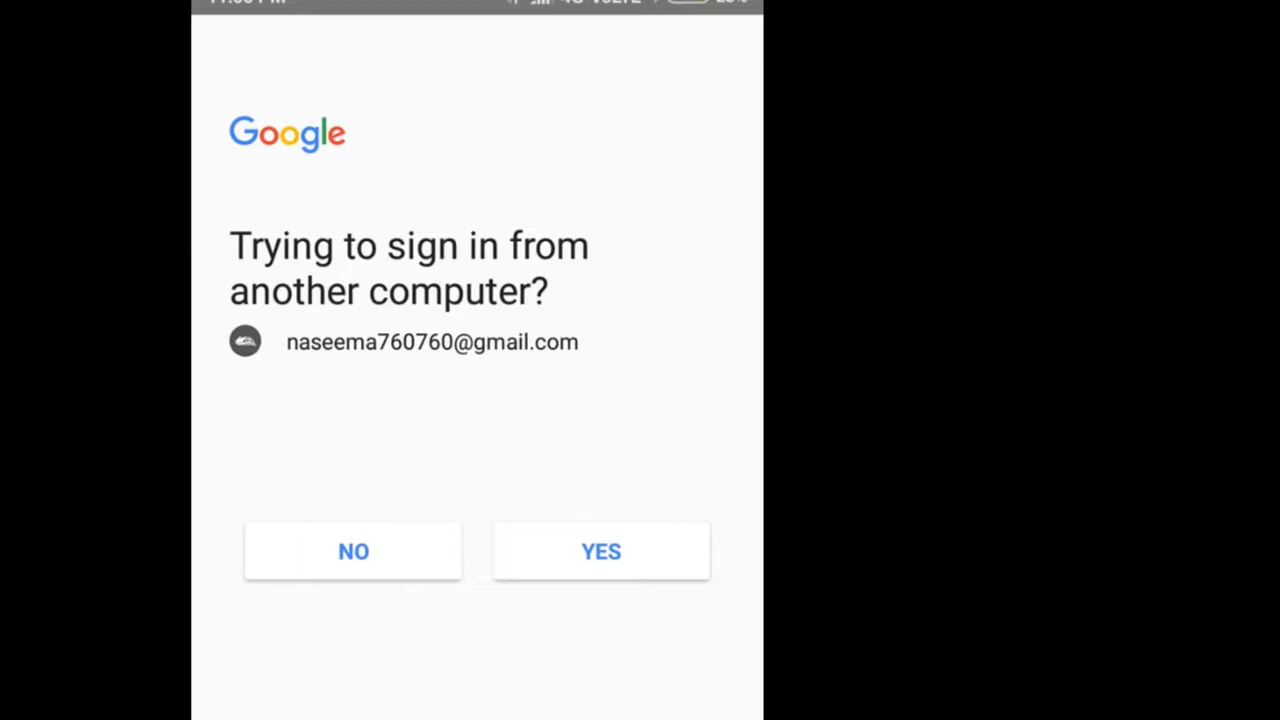 Google
Trying to sign in from
another computer?
naseema760760@gmail.com
NO YES